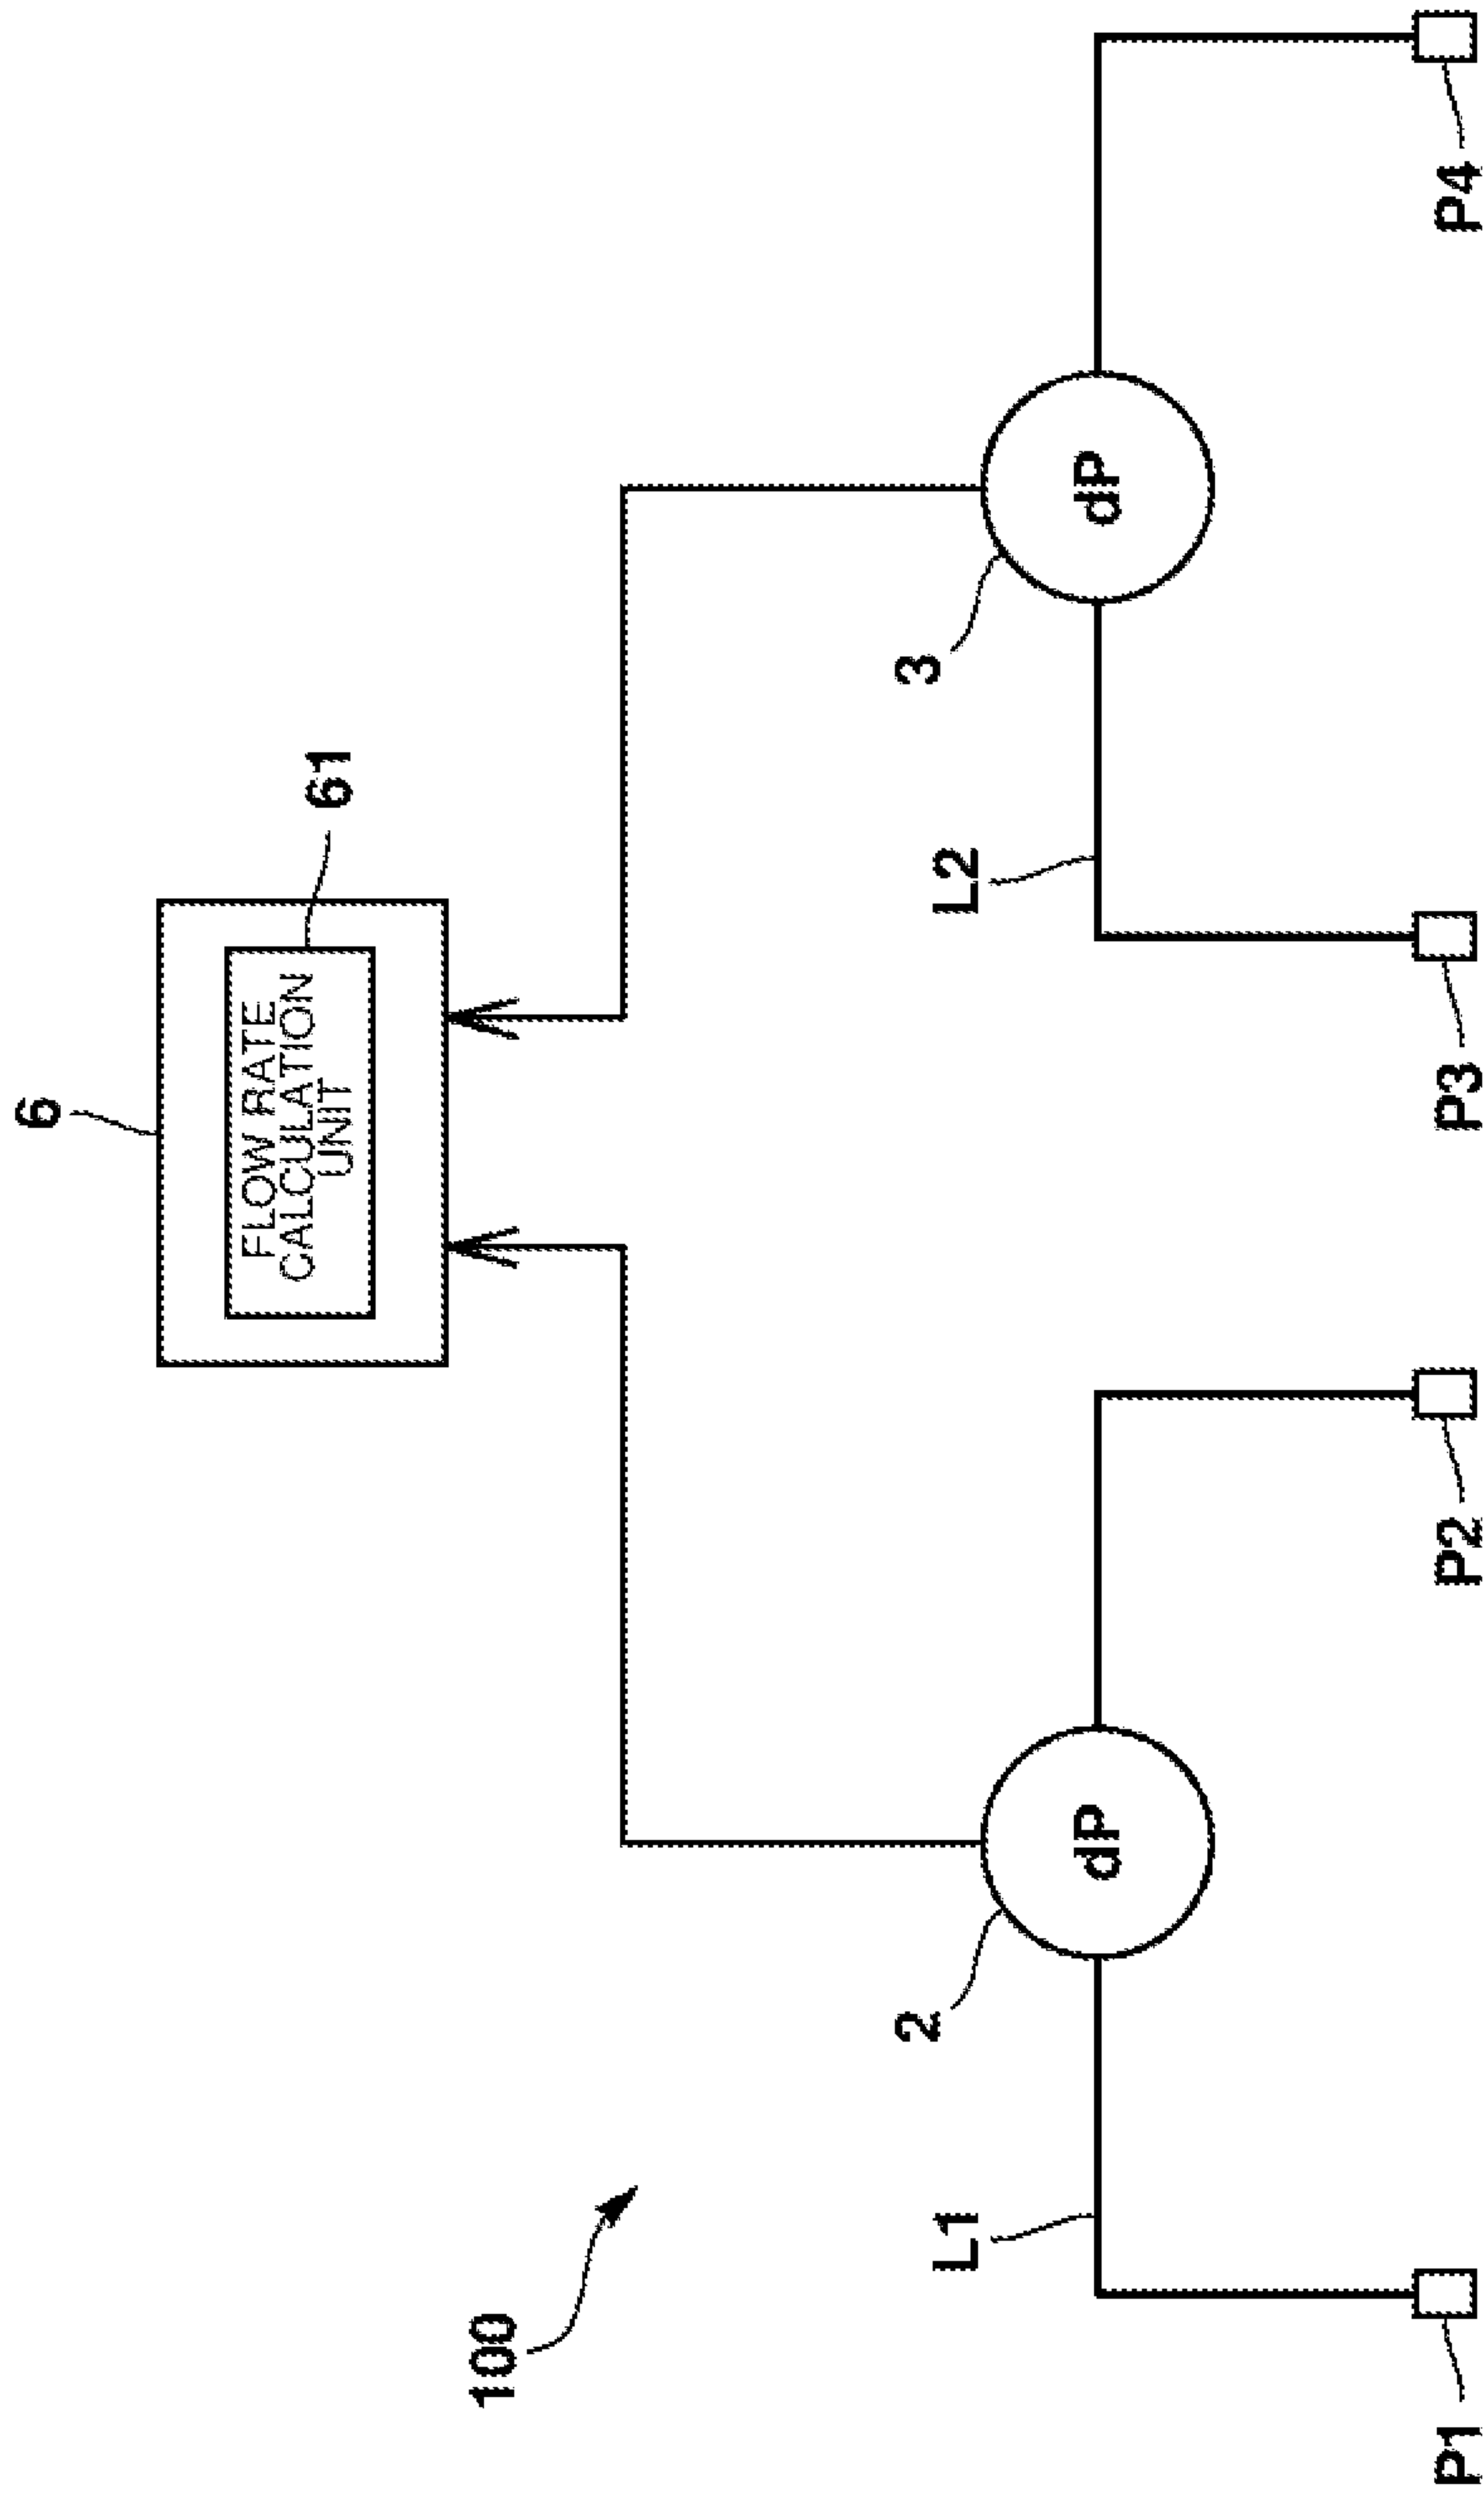 6
61
FLOW RATE
CALCULATION
UNIT
100
2
3
L1
dP
L2
dP
P1
P2
P3
P4